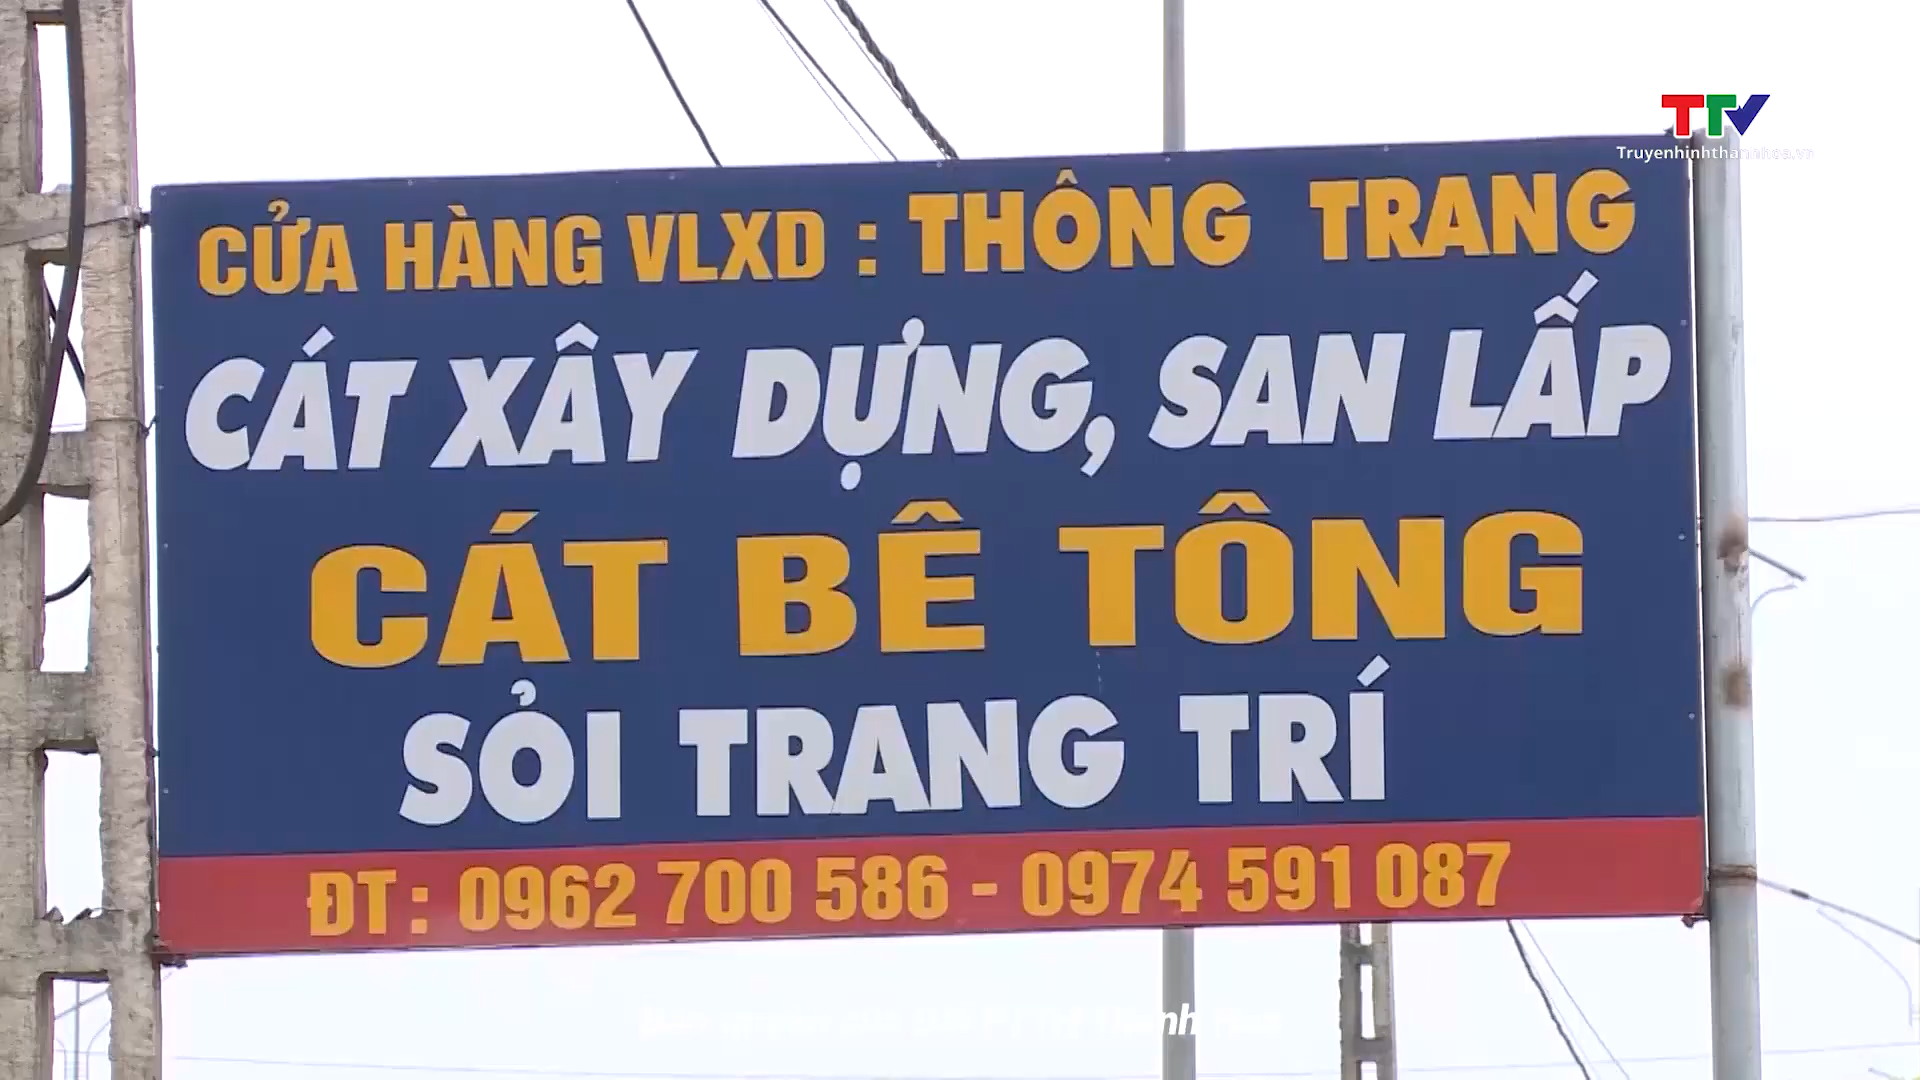 TTV
Truyenhinhthanhhoa.vn
CỬA HÀNG VLXD : THÔNG TRANG
CÁT XÂY DỰNG, SAN LẤP
CÁT BÊ TÔNG
SỎI TRANG TRÍ
ĐT : 0962 700 586 - 0974 591 087